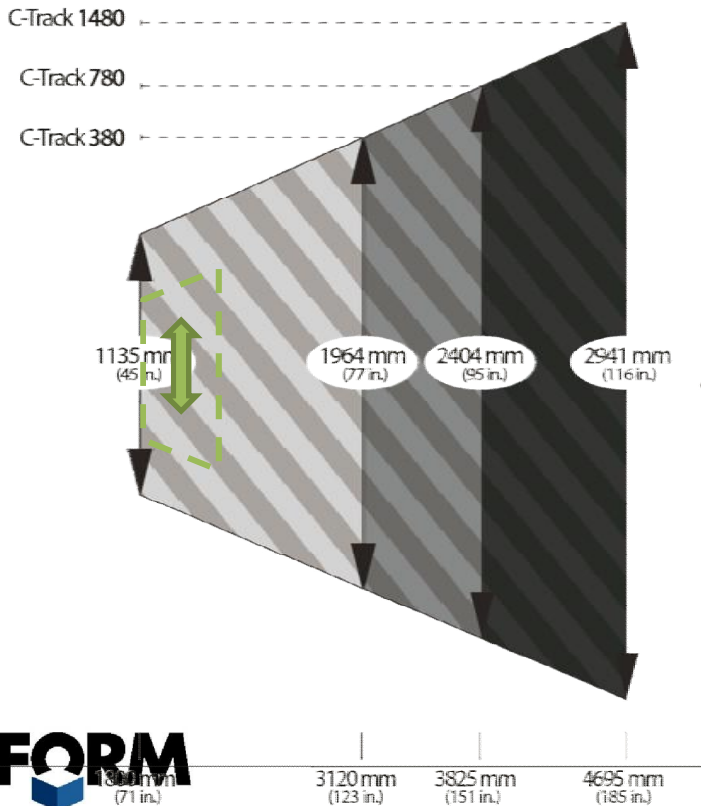 C-Track 1480
C-Track 780
C-Track 380
1135 mm
(45 in.)
1964 mm
(77 in.)
2404 mm
(95 in.)
2941 mm
(116 in.)
FORM
mm
(71 in.)
3120 mm
(123 in.)
3825 mm
(151 in.)
4695 mm
(185 in.)